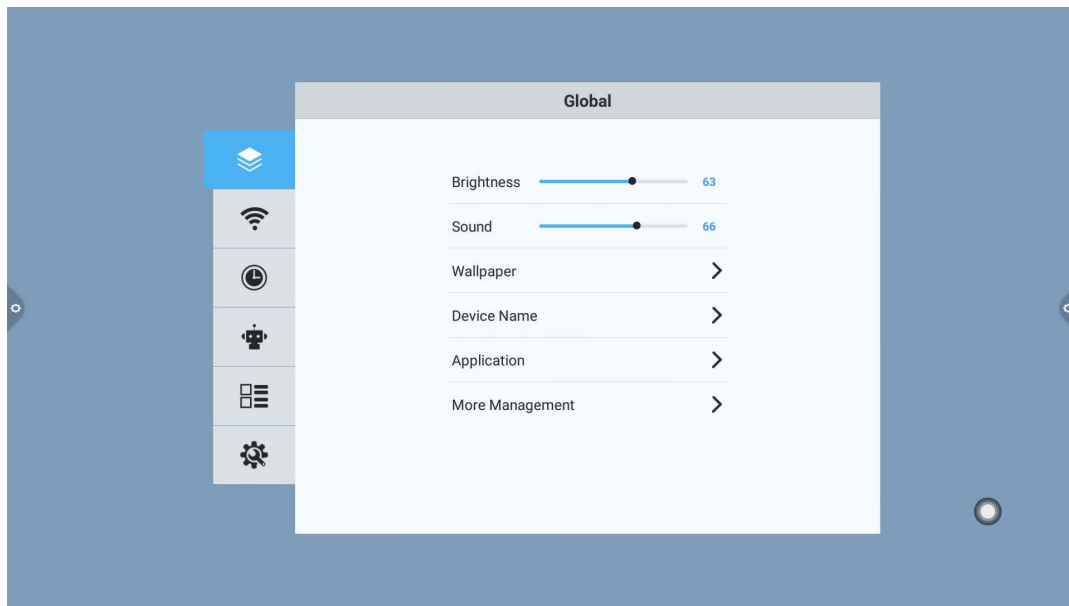 Global
Brightness 63
Sound 66
Wallpaper
Device Name
Application
More Management